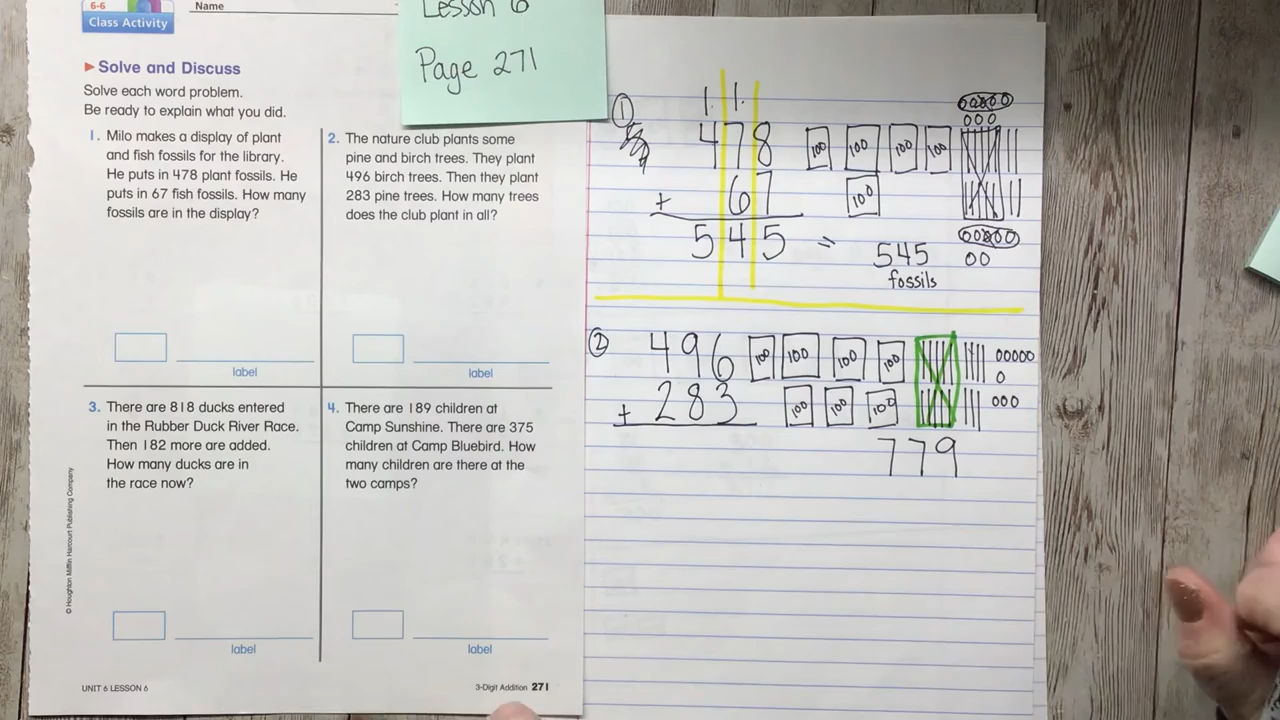 6-6
Class Activity
Name
Lesson 6
Page 271
Solve and Discuss
Solve each word problem.
Be ready to explain what you did.
1. Milo makes a display of plant
and fish fossils for the library.
He puts in 478 plant fossils. He
puts in 67 fish fossils. How many
fossils are in the display?
label
2. The nature club plants some
pine and birch trees. They plant
496 birch trees. Then they plant
283 pine trees. How many trees
does the club plant in all?
label
3. There are 818 ducks entered
in the Rubber Duck River Race.
Then 182 more are added.
How many ducks are in
the race now?
label
4. There are 189 children at
Camp Sunshine. There are 375
children at Camp Bluebird. How
many children are there at the
two camps?
label
© Houghton Mifflin Harcourt Publishing Company
UNIT 6 LESSON 6
3-Digit Addition 271
1 1
1 478 100 100 100 100
+ 67 100
545 = 545
fossils
2 496 100 100 100 100
+ 283 100 100 100
779